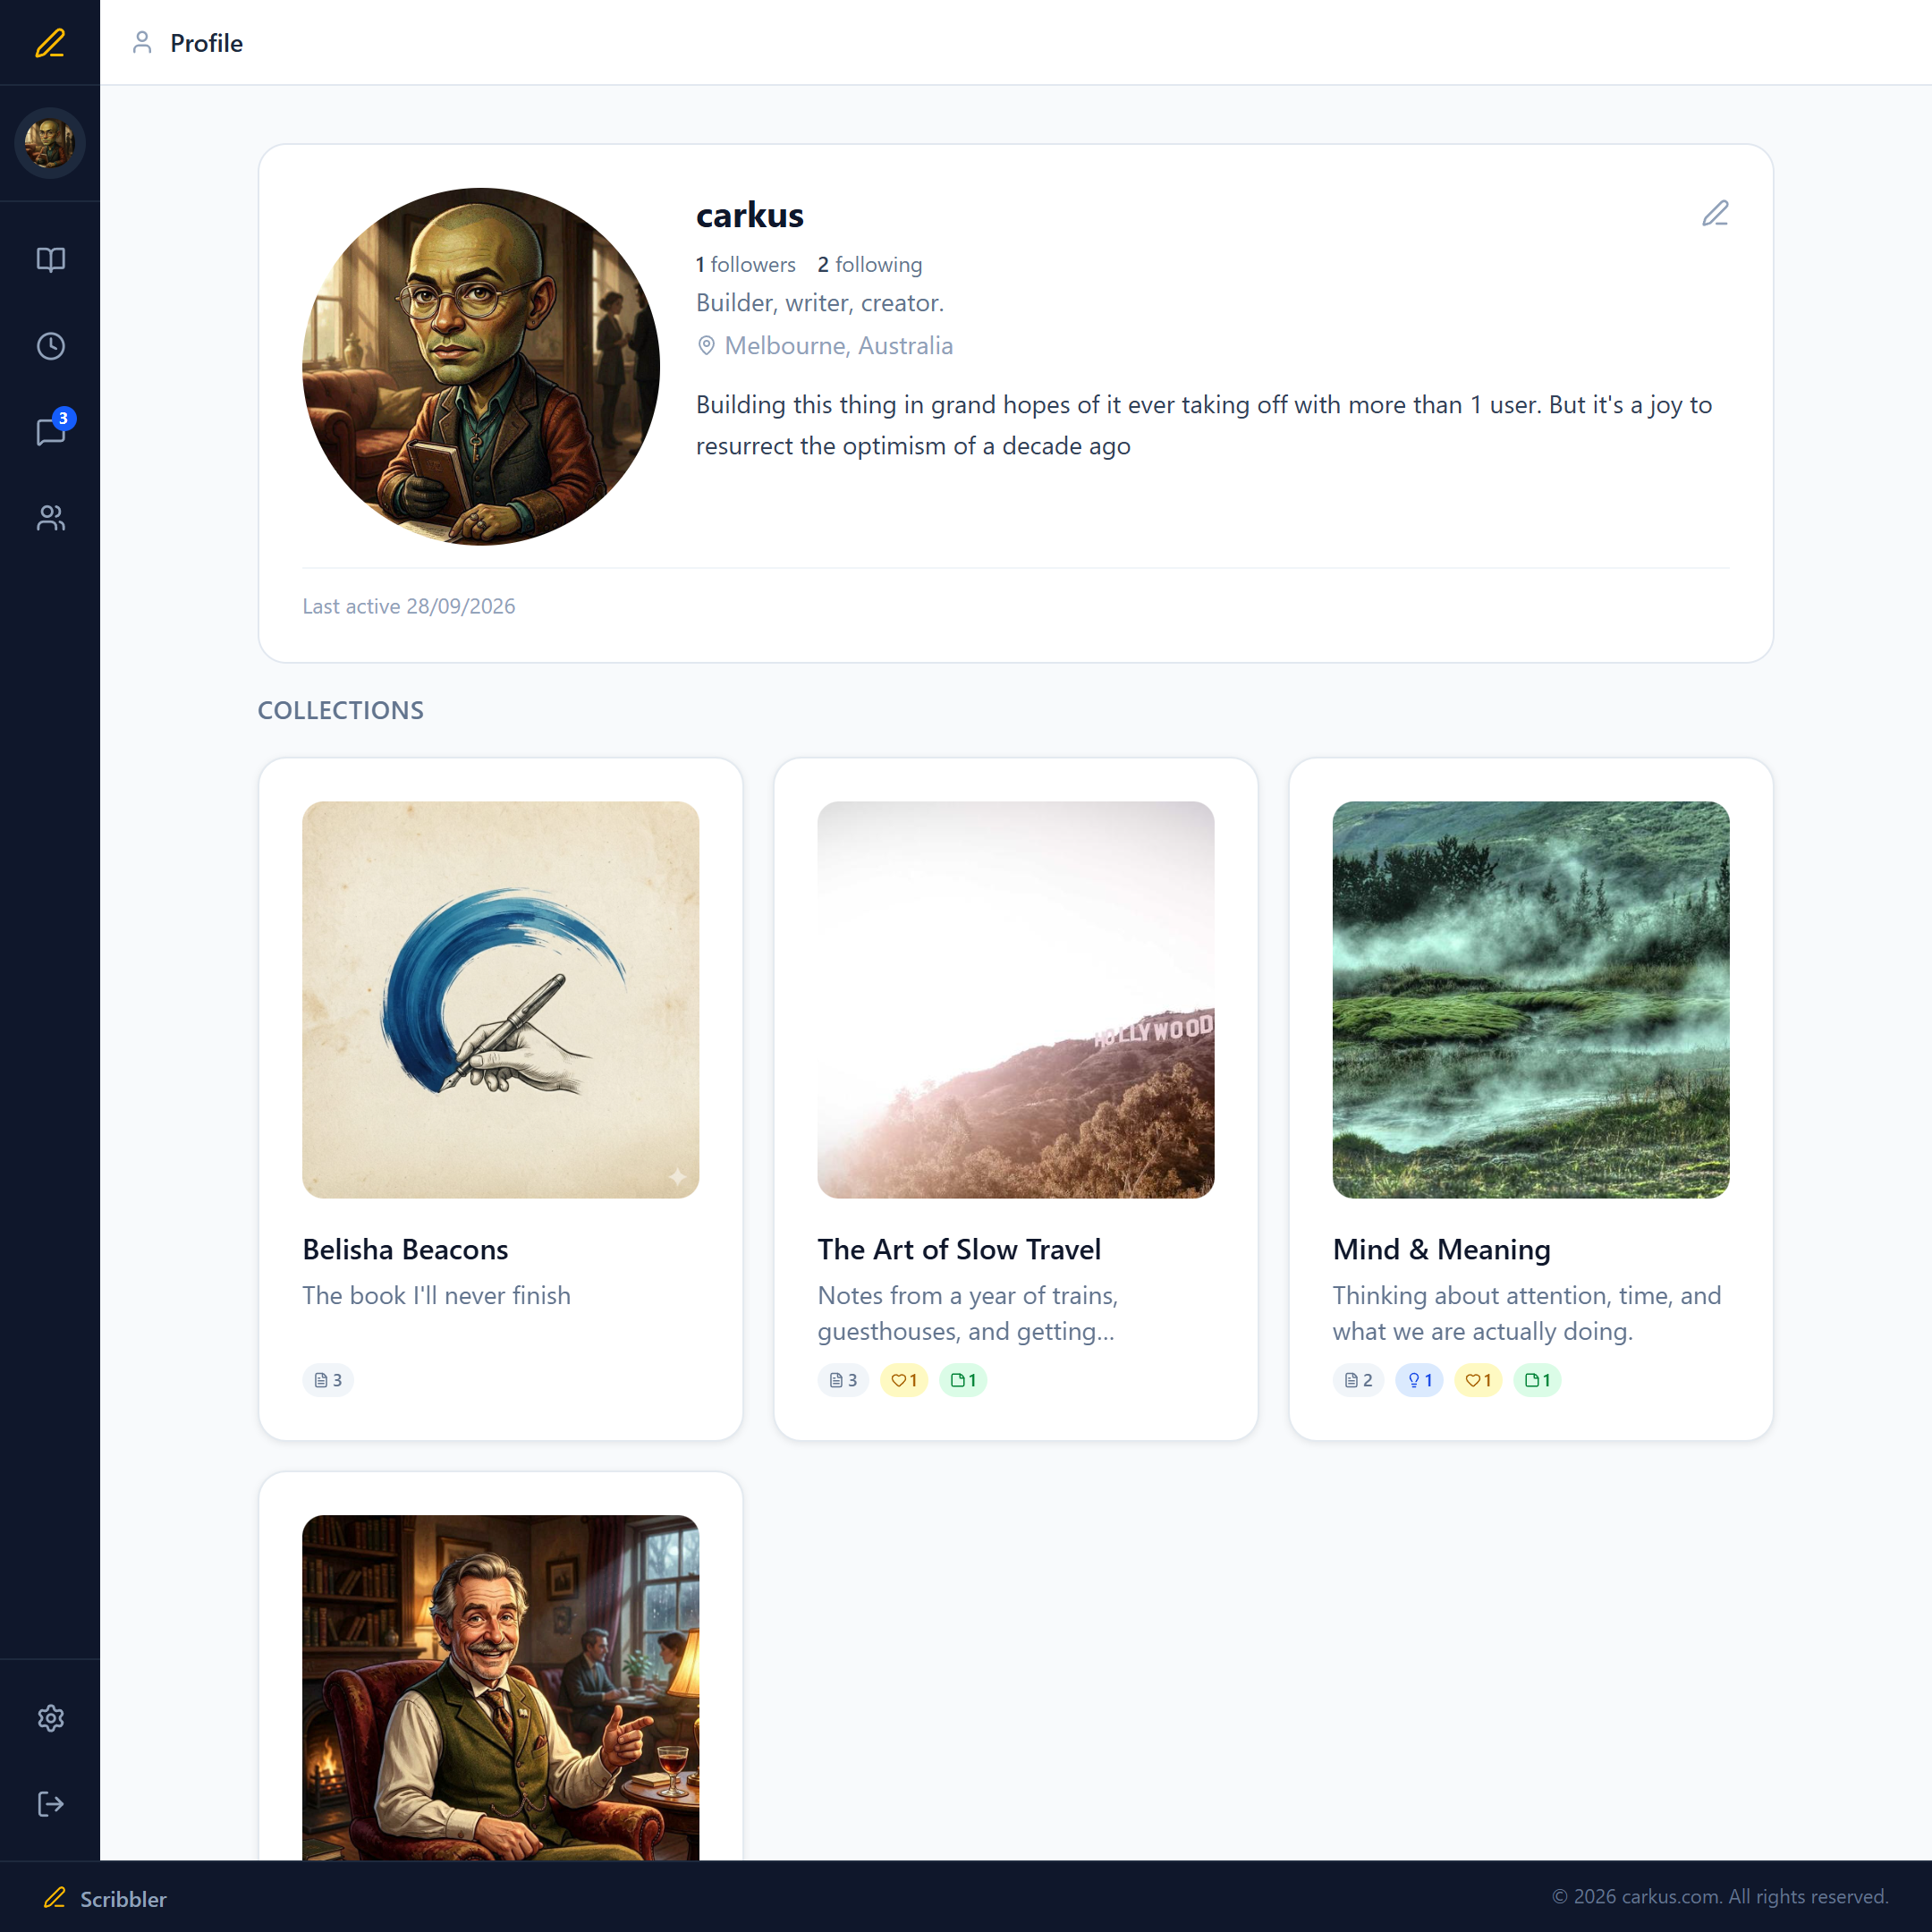 Profile
carkus
1 followers 2 following
Builder, writer, creator.
Melbourne, Australia
Building this thing in grand hopes of it ever taking off with more than 1 user. But it's a joy to
resurrect the optimism of a decade ago
3
Last active 28/09/2026
COLLECTIONS
HOLLYWOOD
Belisha Beacons
The book I'll never finish
3
The Art of Slow Travel
Notes from a year of trains,
guesthouses, and getting...
3 1 1
Mind & Meaning
Thinking about attention, time, and
what we are actually doing.
2 1 1 1
Scribbler
© 2026 carkus.com. All rights reserved.